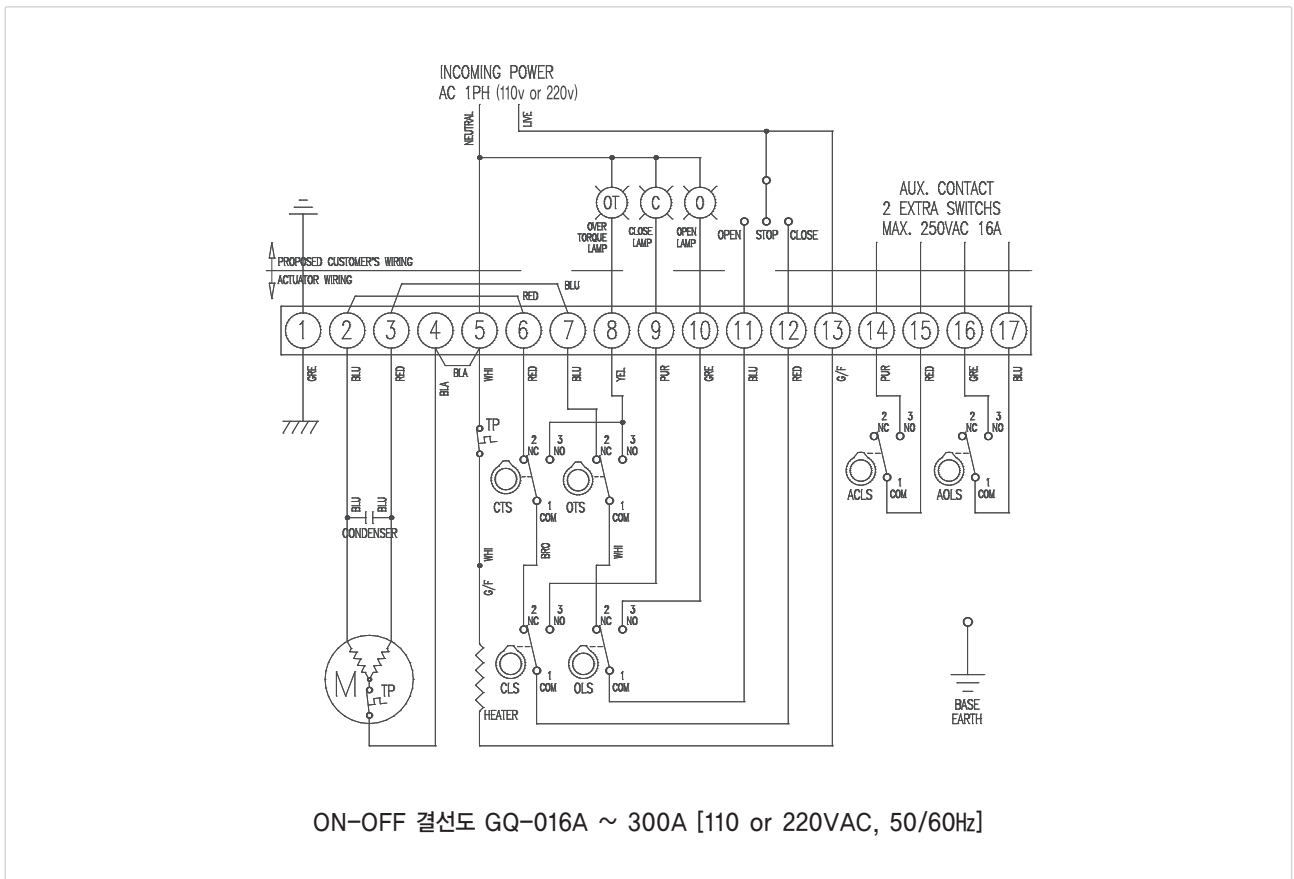 INCOMING POWER
AC 1PH (110v or 220v)
NEUTRAL
LIVE
OT
C
O
OVER
TORQUE
LAMP
CLOSE
LAMP
OPEN
LAMP
OPEN
STOP
CLOSE
AUX. CONTACT
2 EXTRA SWITCHS
MAX. 250VAC 16A
PROPOSED CUSTOMER'S WIRING
ACTUATOR WIRING
RED
BLU
1 2 3 4 5 6 7 8 9 10 11 12 13 14 15 16 17
GRE
BLU
RED
BLA
BLA
WHI
RED
BLU
YEL
PUR
GRE
BLU
RED
G/F
PUR
RED
GRE
BLU
TP
2
NC
3
NO
1
COM
CTS
2
NC
3
NO
1
COM
OTS
2
NC
3
NO
1
COM
ACLS
2
NC
3
NO
1
COM
AOLS
BLU
BLU
CONDENSER
WHI
G/F
BRO
WHI
2
NC
3
NO
1
COM
CLS
2
NC
3
NO
1
COM
OLS
M
TP
HEATER
BASE
EARTH
ON-OFF 결선도 GQ-016A ~ 300A [110 or 220VAC, 50/60Hz]